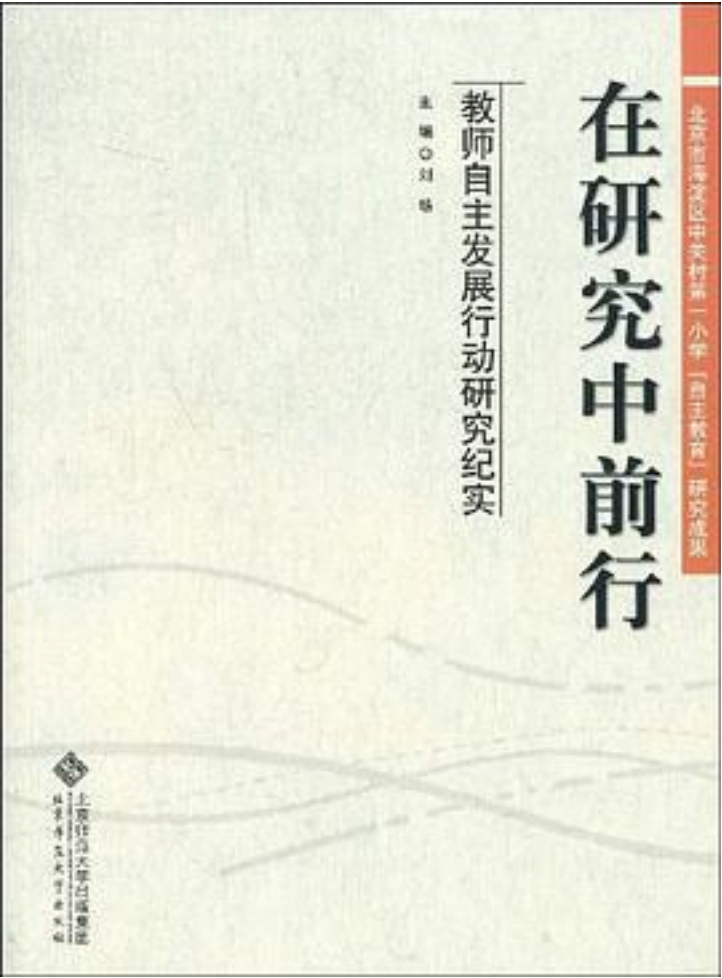 北京市海淀区中关村第一小学「自主教育」研究成果
在研究中前行
教师自主发展行动研究纪实
主编◎刘畅
北京师范大学出版集团
北京师范大学出版社